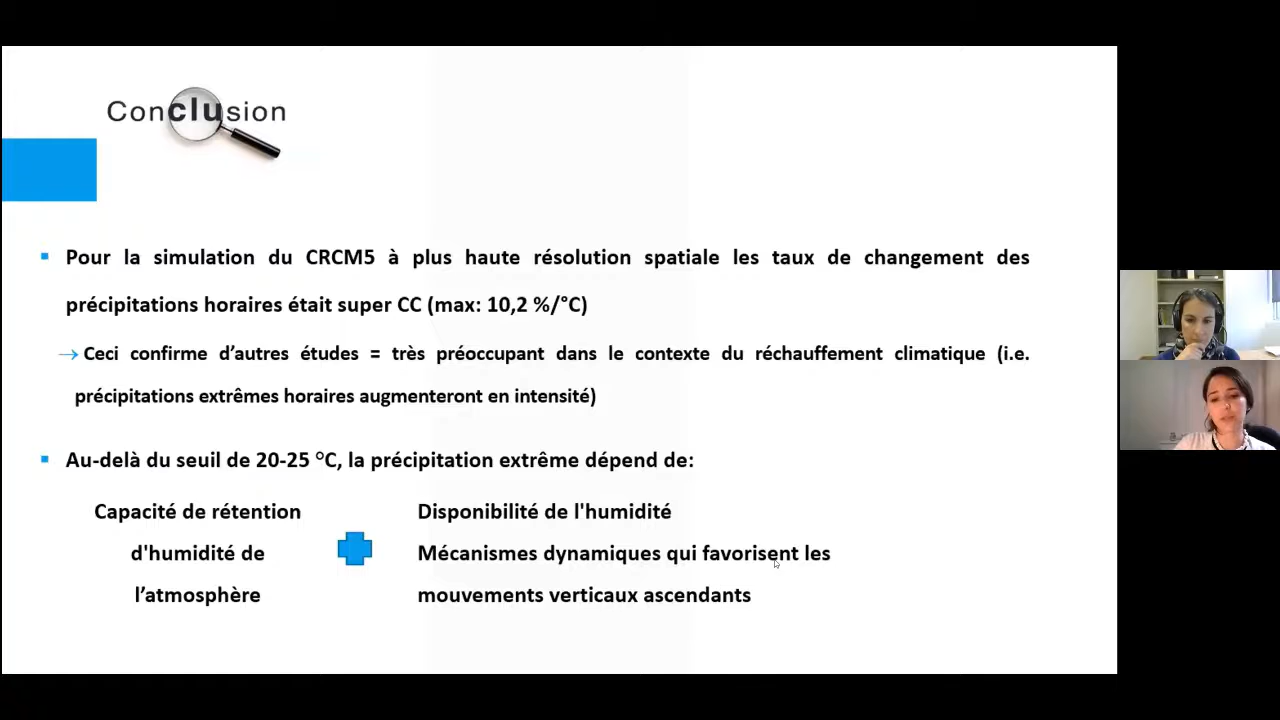 Conclusion
Pour la simulation du CRCM5 à plus haute résolution spatiale les taux de changement des
précipitations horaires était super CC (max: 10,2 %/°C)
→ Ceci confirme d’autres études = très préoccupant dans le contexte du réchauffement climatique (i.e.
précipitations extrêmes horaires augmenteront en intensité)
Au-delà du seuil de 20-25 °C, la précipitation extrême dépend de:
Capacité de rétention
d'humidité de
l’atmosphère
Disponibilité de l'humidité
Mécanismes dynamiques qui favorisent les
mouvements verticaux ascendants